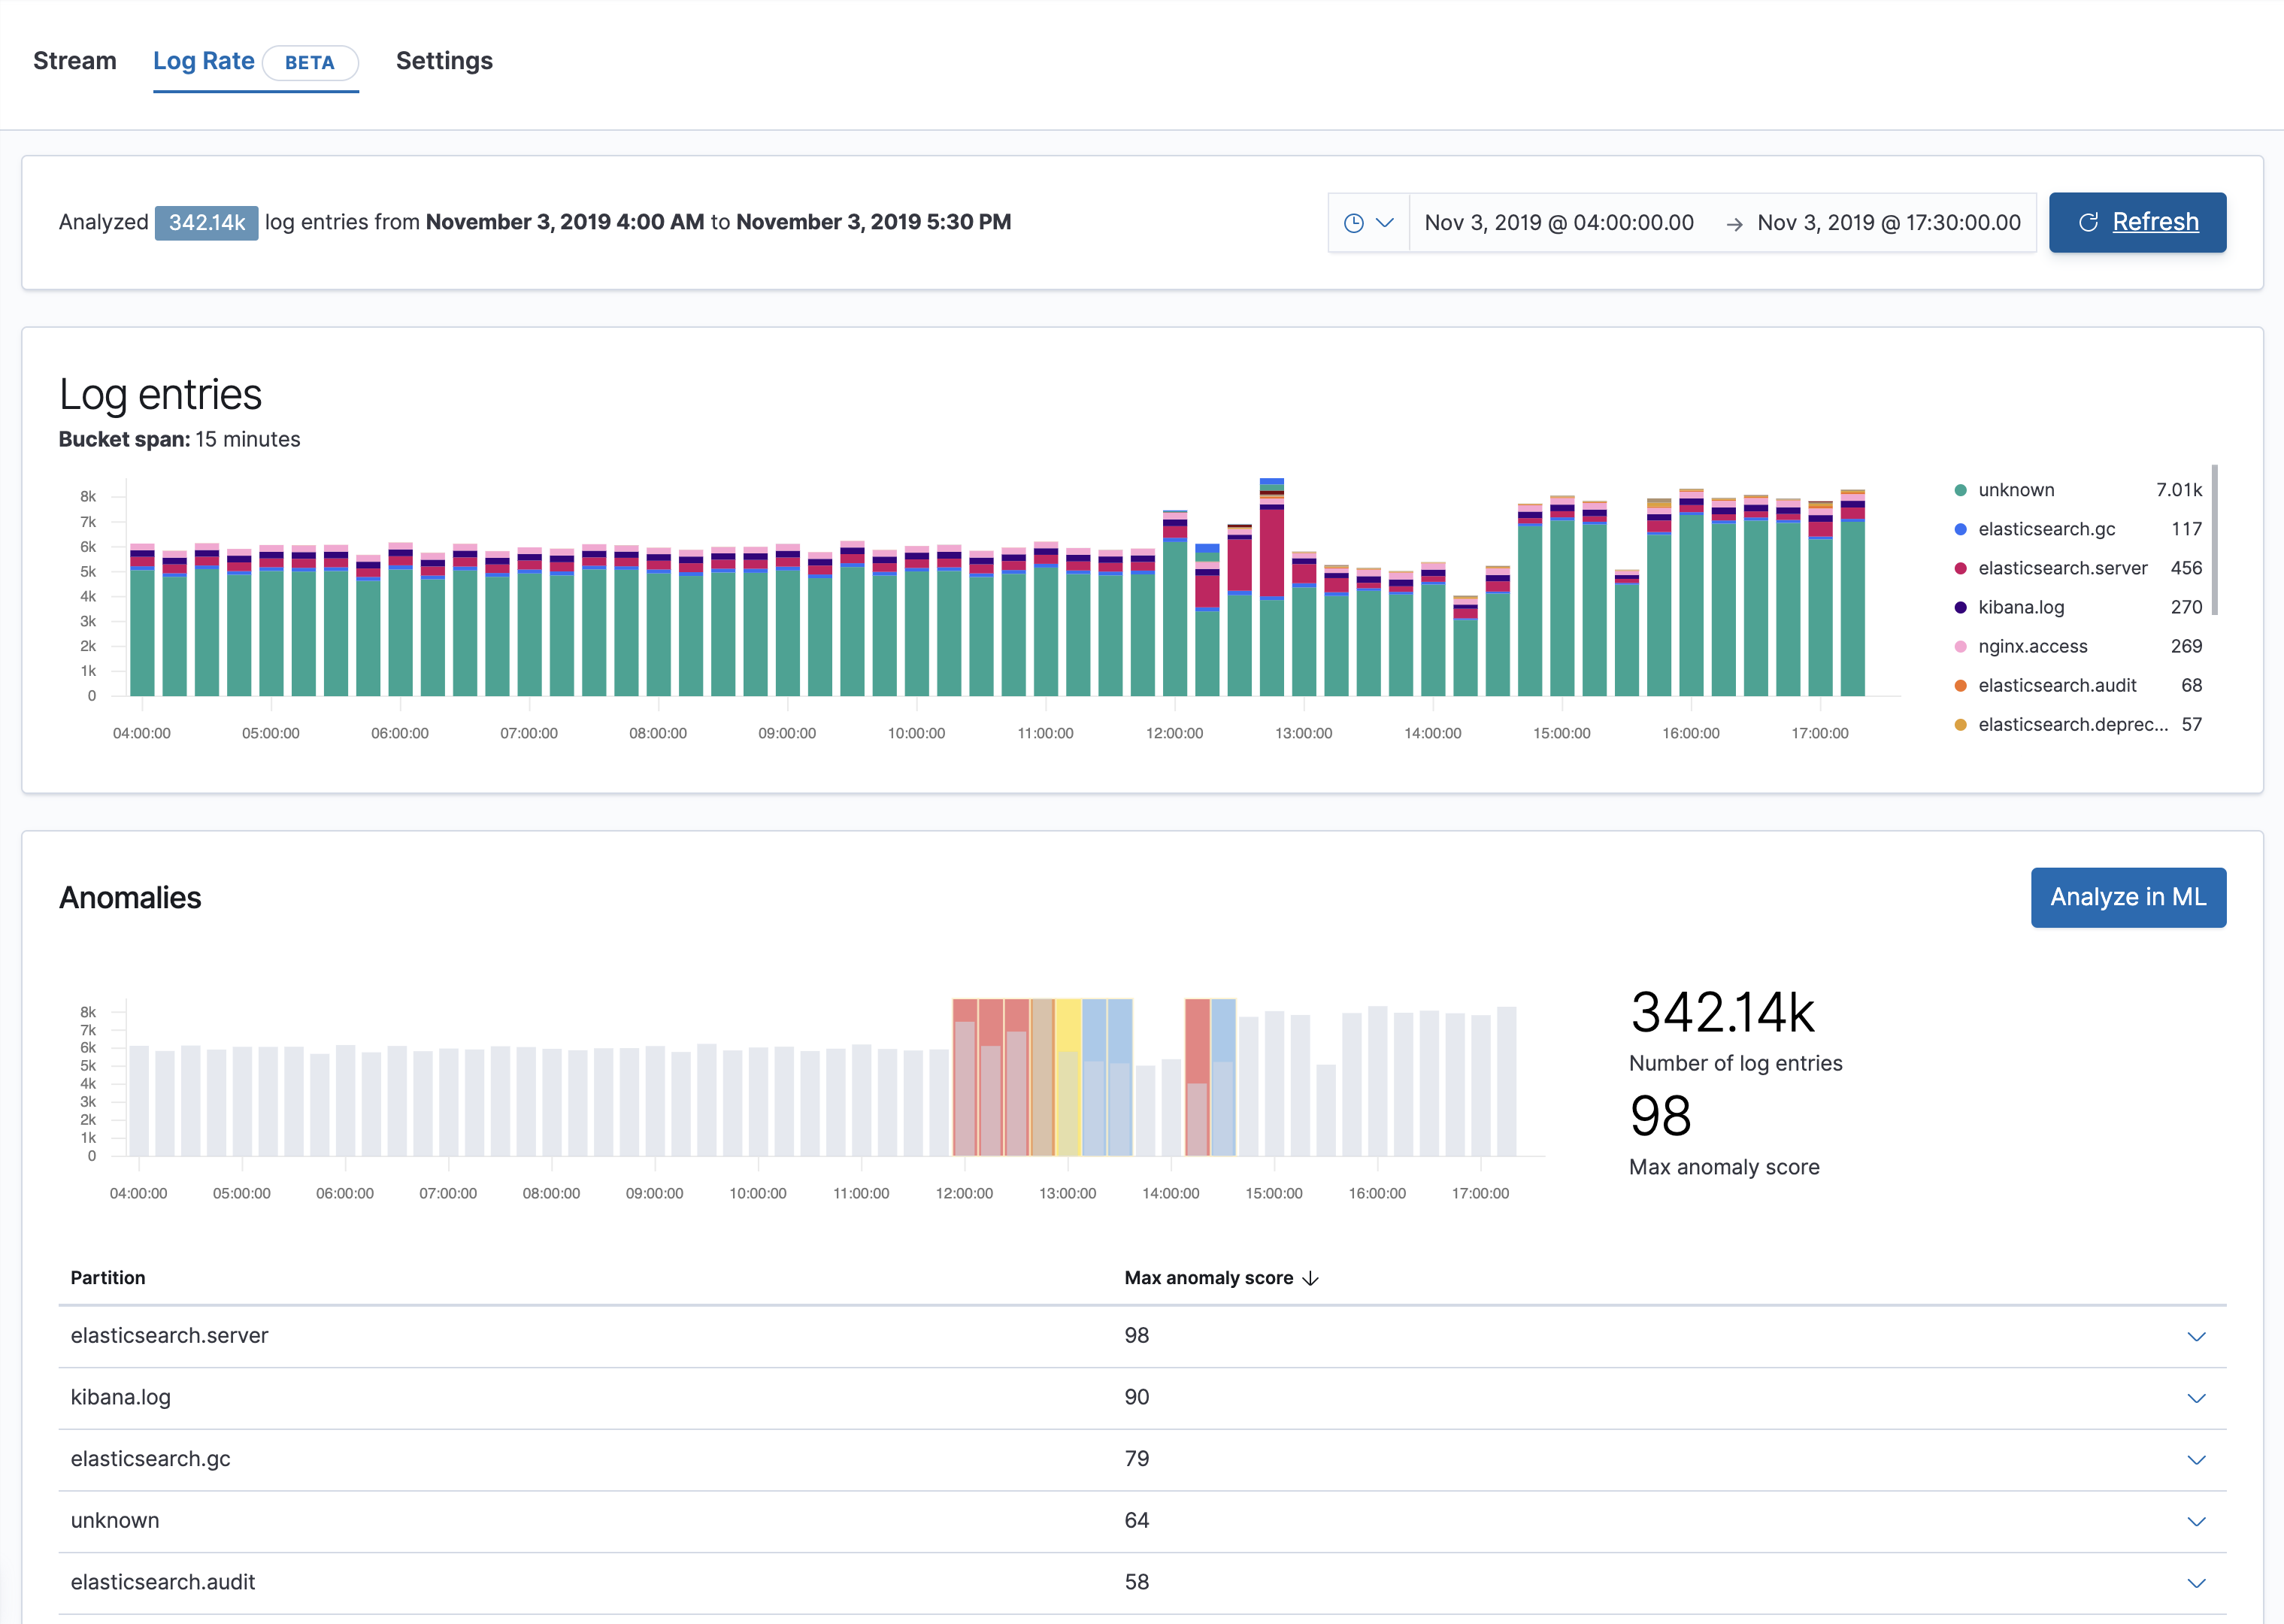 Stream Log Rate BETA Settings
Analyzed 342.14k log entries from November 3, 2019 4:00 AM to November 3, 2019 5:30 PM
Nov 3, 2019 @ 04:00:00.00 → Nov 3, 2019 @ 17:30:00.00
Refresh
Log entries
Bucket span: 15 minutes
8k
7k
6k
5k
4k
3k
2k
1k
0
04:00:00 05:00:00 06:00:00 07:00:00 08:00:00 09:00:00 10:00:00 11:00:00 12:00:00 13:00:00 14:00:00 15:00:00 16:00:00 17:00:00
unknown 7.01k
elasticsearch.gc 117
elasticsearch.server 456
kibana.log 270
nginx.access 269
elasticsearch.audit 68
elasticsearch.deprec... 57
Anomalies
Analyze in ML
8k
7k
6k
5k
4k
3k
2k
1k
0
04:00:00 05:00:00 06:00:00 07:00:00 08:00:00 09:00:00 10:00:00 11:00:00 12:00:00 13:00:00 14:00:00 15:00:00 16:00:00 17:00:00
342.14k
Number of log entries
98
Max anomaly score
Partition Max anomaly score ↓
elasticsearch.server 98
kibana.log 90
elasticsearch.gc 79
unknown 64
elasticsearch.audit 58